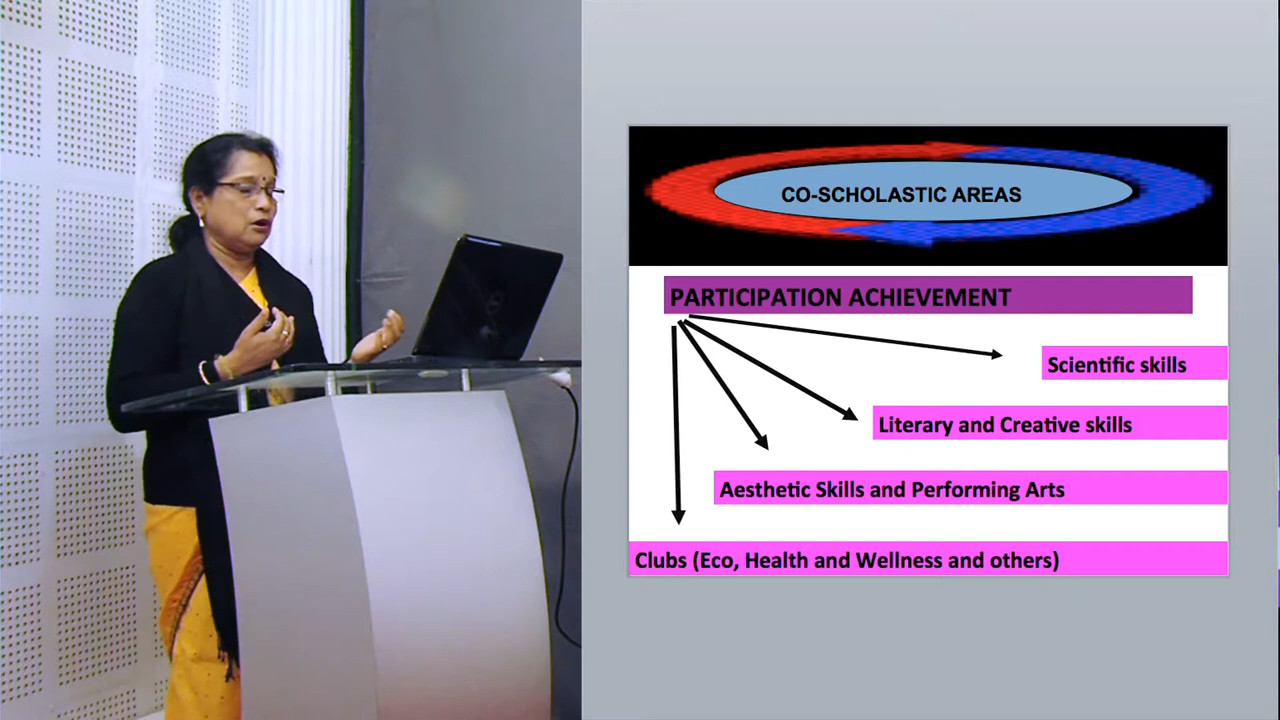 CO-SCHOLASTIC AREAS
PARTICIPATION ACHIEVEMENT
Scientific skills
Literary and Creative skills
Aesthetic Skills and Performing Arts
Clubs (Eco, Health and Wellness and others)